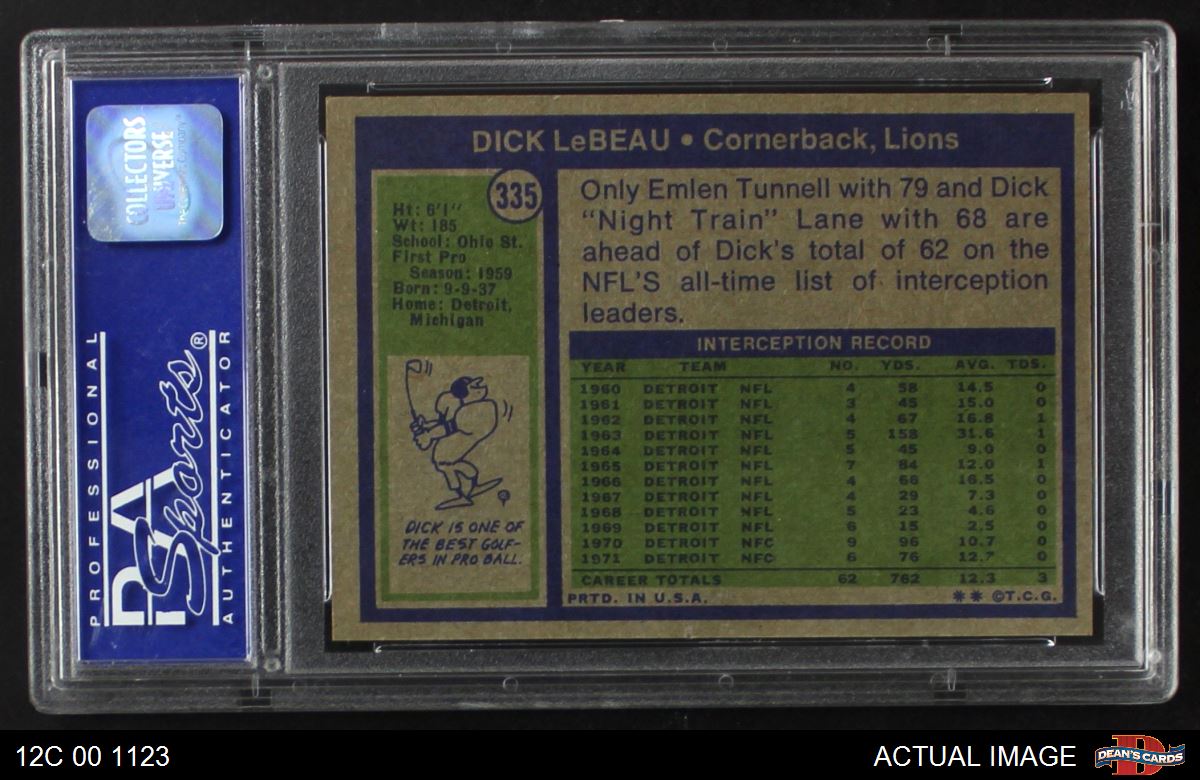 COLLECTORS
UNIVERSE
PROFESSIONAL
PSA
Sports®
AUTHENTICATOR
DICK LeBEAU • Cornerback, Lions
335
Ht: 6'1"
Wt: 185
School: Ohio St.
First Pro
Season: 1959
Born: 9-9-37
Home: Detroit,
Michigan
DICK IS ONE OF
THE BEST GOLF-
ERS IN PRO BALL.
Only Emlen Tunnell with 79 and Dick
"Night Train" Lane with 68 are
ahead of Dick's total of 62 on the
NFL'S all-time list of interception
leaders.
INTERCEPTION RECORD
YEAR TEAM NO. YDS. AVG. TDS.
1960 DETROIT NFL 4 58 14.5 0
1961 DETROIT NFL 3 45 15.0 0
1962 DETROIT NFL 4 67 16.8 1
1963 DETROIT NFL 5 158 31.6 1
1964 DETROIT NFL 5 45 9.0 0
1965 DETROIT NFL 7 84 12.0 1
1966 DETROIT NFL 4 66 16.5 0
1967 DETROIT NFL 4 29 7.3 0
1968 DETROIT NFL 5 23 4.6 0
1969 DETROIT NFL 6 15 2.5 0
1970 DETROIT NFC 9 96 10.7 0
1971 DETROIT NFC 6 76 12.7 0
CAREER TOTALS 62 762 12.3 3
PRTD. IN U.S.A. ** ©T.C.G.
12C 00 1123
ACTUAL IMAGE
DEAN'S CARDS